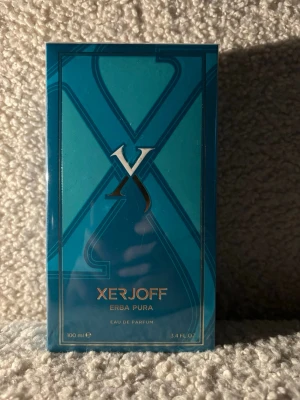 X
XERJOFF
ERBA PURA
EAU DE PARFUM
100 ml ℮ 3.4 FL.OZ